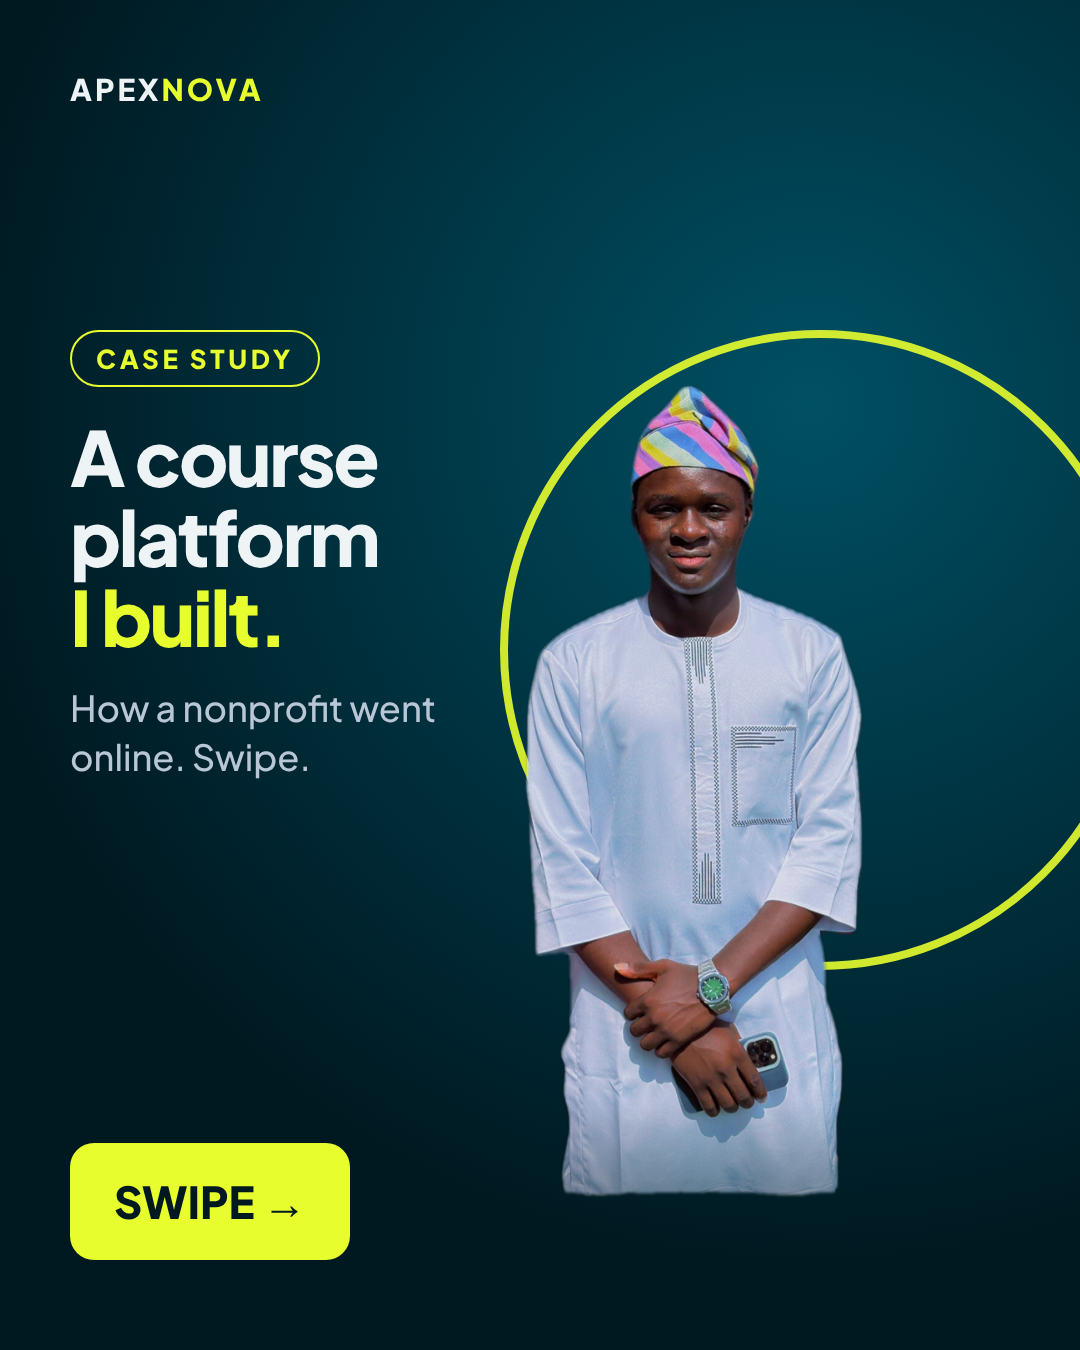 APEXNOVA
CASE STUDY
A course
platform
I built.
How a nonprofit went
online. Swipe.
SWIPE →